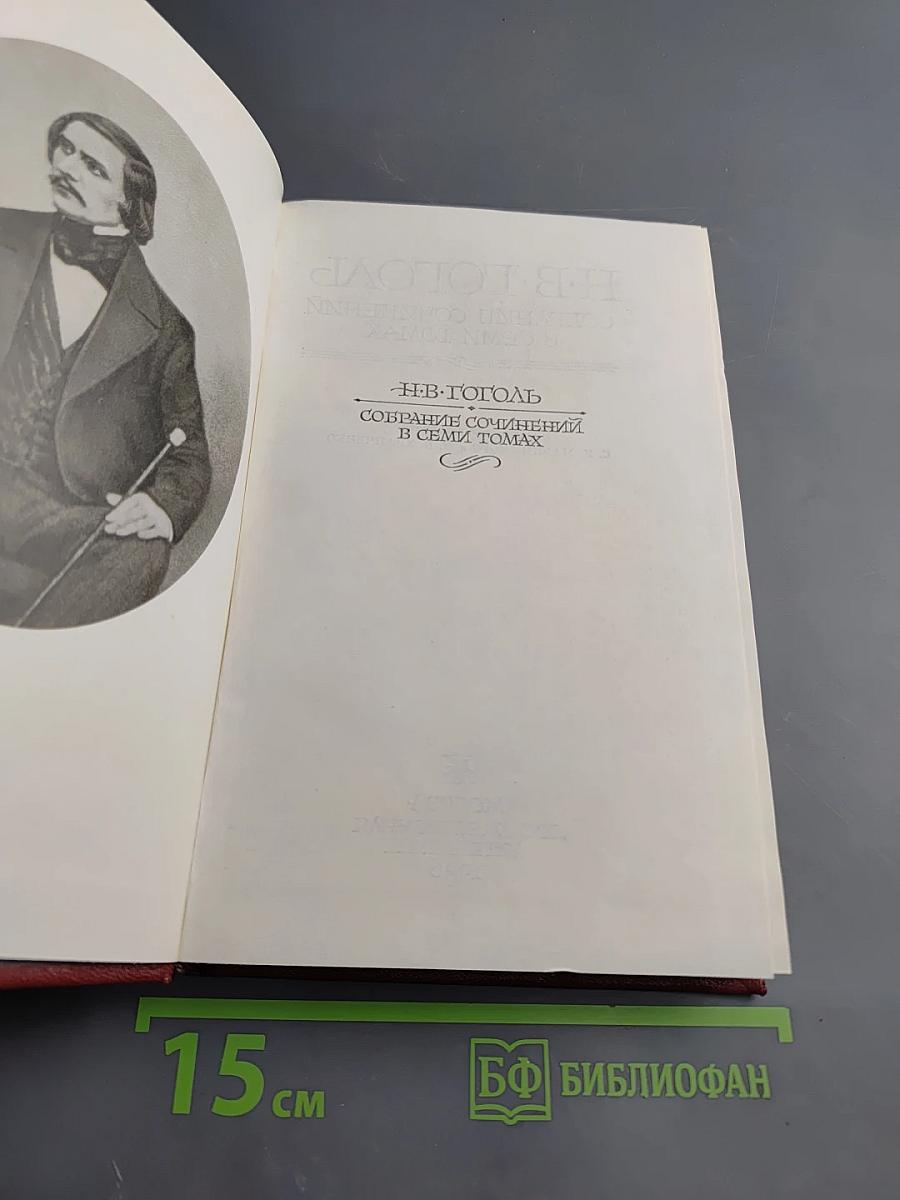 Н·В·ГОГОЛЬ
СОБРАНИЕ СОЧИНЕНИЙ
В СЕМИ ТОМАХ
15 см
БФ БИБЛИОФАН